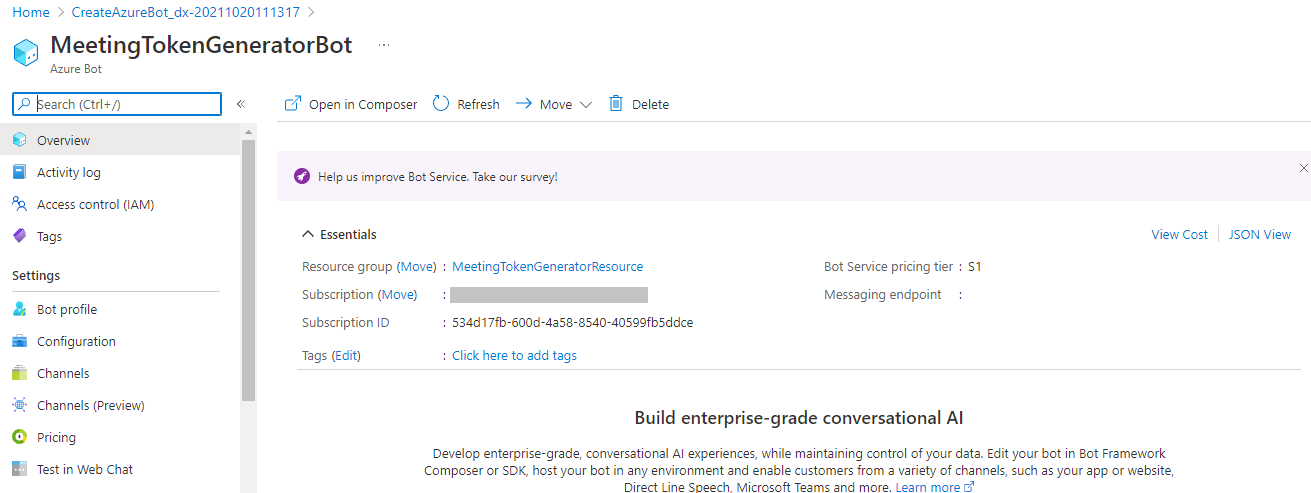 Home > CreateAzureBot_dx-20211020111317 >
MeetingTokenGeneratorBot ...
Azure Bot
Search (Ctrl+/) «
Overview
Activity log
Access control (IAM)
Tags
Settings
Bot profile
Configuration
Channels
Channels (Preview)
Pricing
Test in Web Chat
Open in Composer Refresh Move Delete
Help us improve Bot Service. Take our survey!
Essentials View Cost JSON View
Resource group (Move) : MeetingTokenGeneratorResource Bot Service pricing tier : S1
Subscription (Move) : Messaging endpoint :
Subscription ID : 534d17fb-600d-4a58-8540-40599fb5ddce
Tags (Edit) : Click here to add tags
Build enterprise-grade conversational AI
Develop enterprise-grade, conversational AI experiences, while maintaining control of your data. Edit your bot in Bot Framework
Composer or SDK, host your bot in any environment and enable customers from a variety of channels, such as your app or website,
Direct Line Speech, Microsoft Teams and more. Learn more